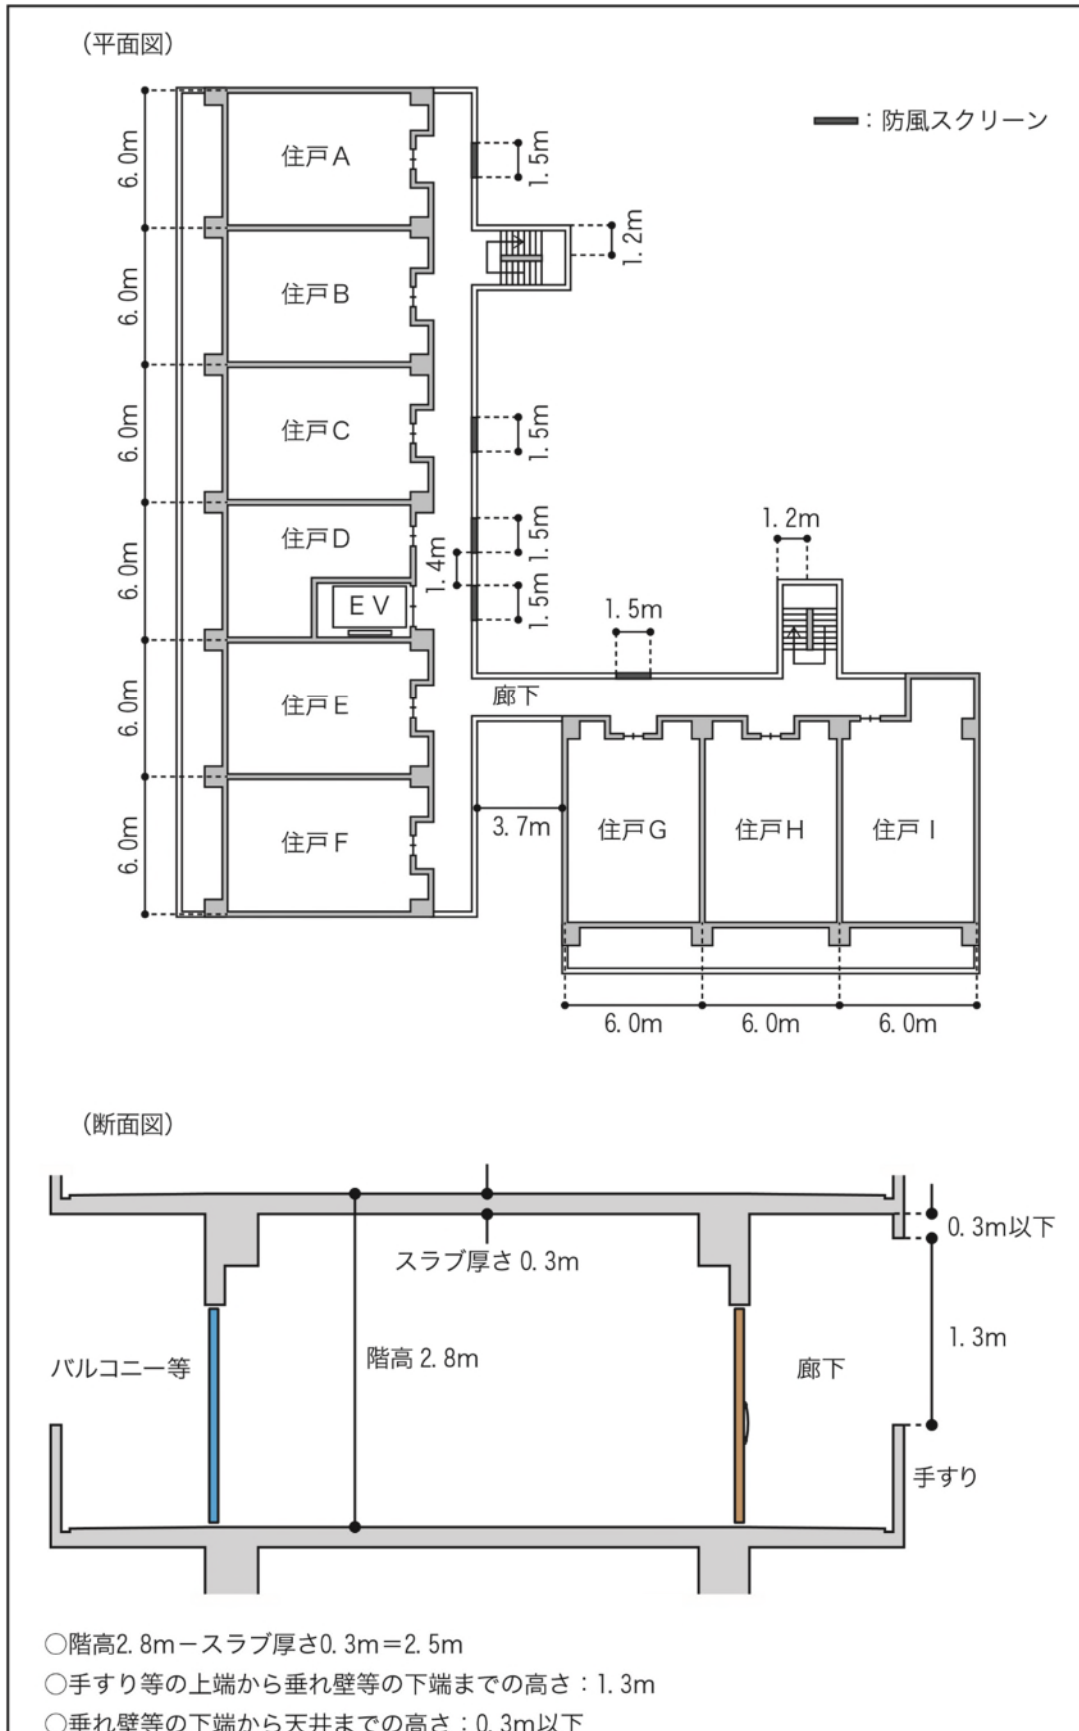 （平面図）
：防風スクリーン
6.0m
住戸A
1.5m
1.2m
6.0m
住戸B
6.0m
住戸C
1.5m
6.0m
住戸D
1.5m
1.4m
1.5m
EV
1.2m
1.5m
6.0m
住戸E
廊下
6.0m
住戸F
3.7m
住戸G
住戸H
住戸I
6.0m
6.0m
6.0m
（断面図）
スラブ厚さ0.3m
0.3m以下
階高2.8m
1.3m
バルコニー等
廊下
手すり
○階高2.8m－スラブ厚さ0.3m＝2.5m
○手すり等の上端から垂れ壁等の下端までの高さ：1.3m
○垂れ壁等の下端から天井までの高さ：0.3m以下